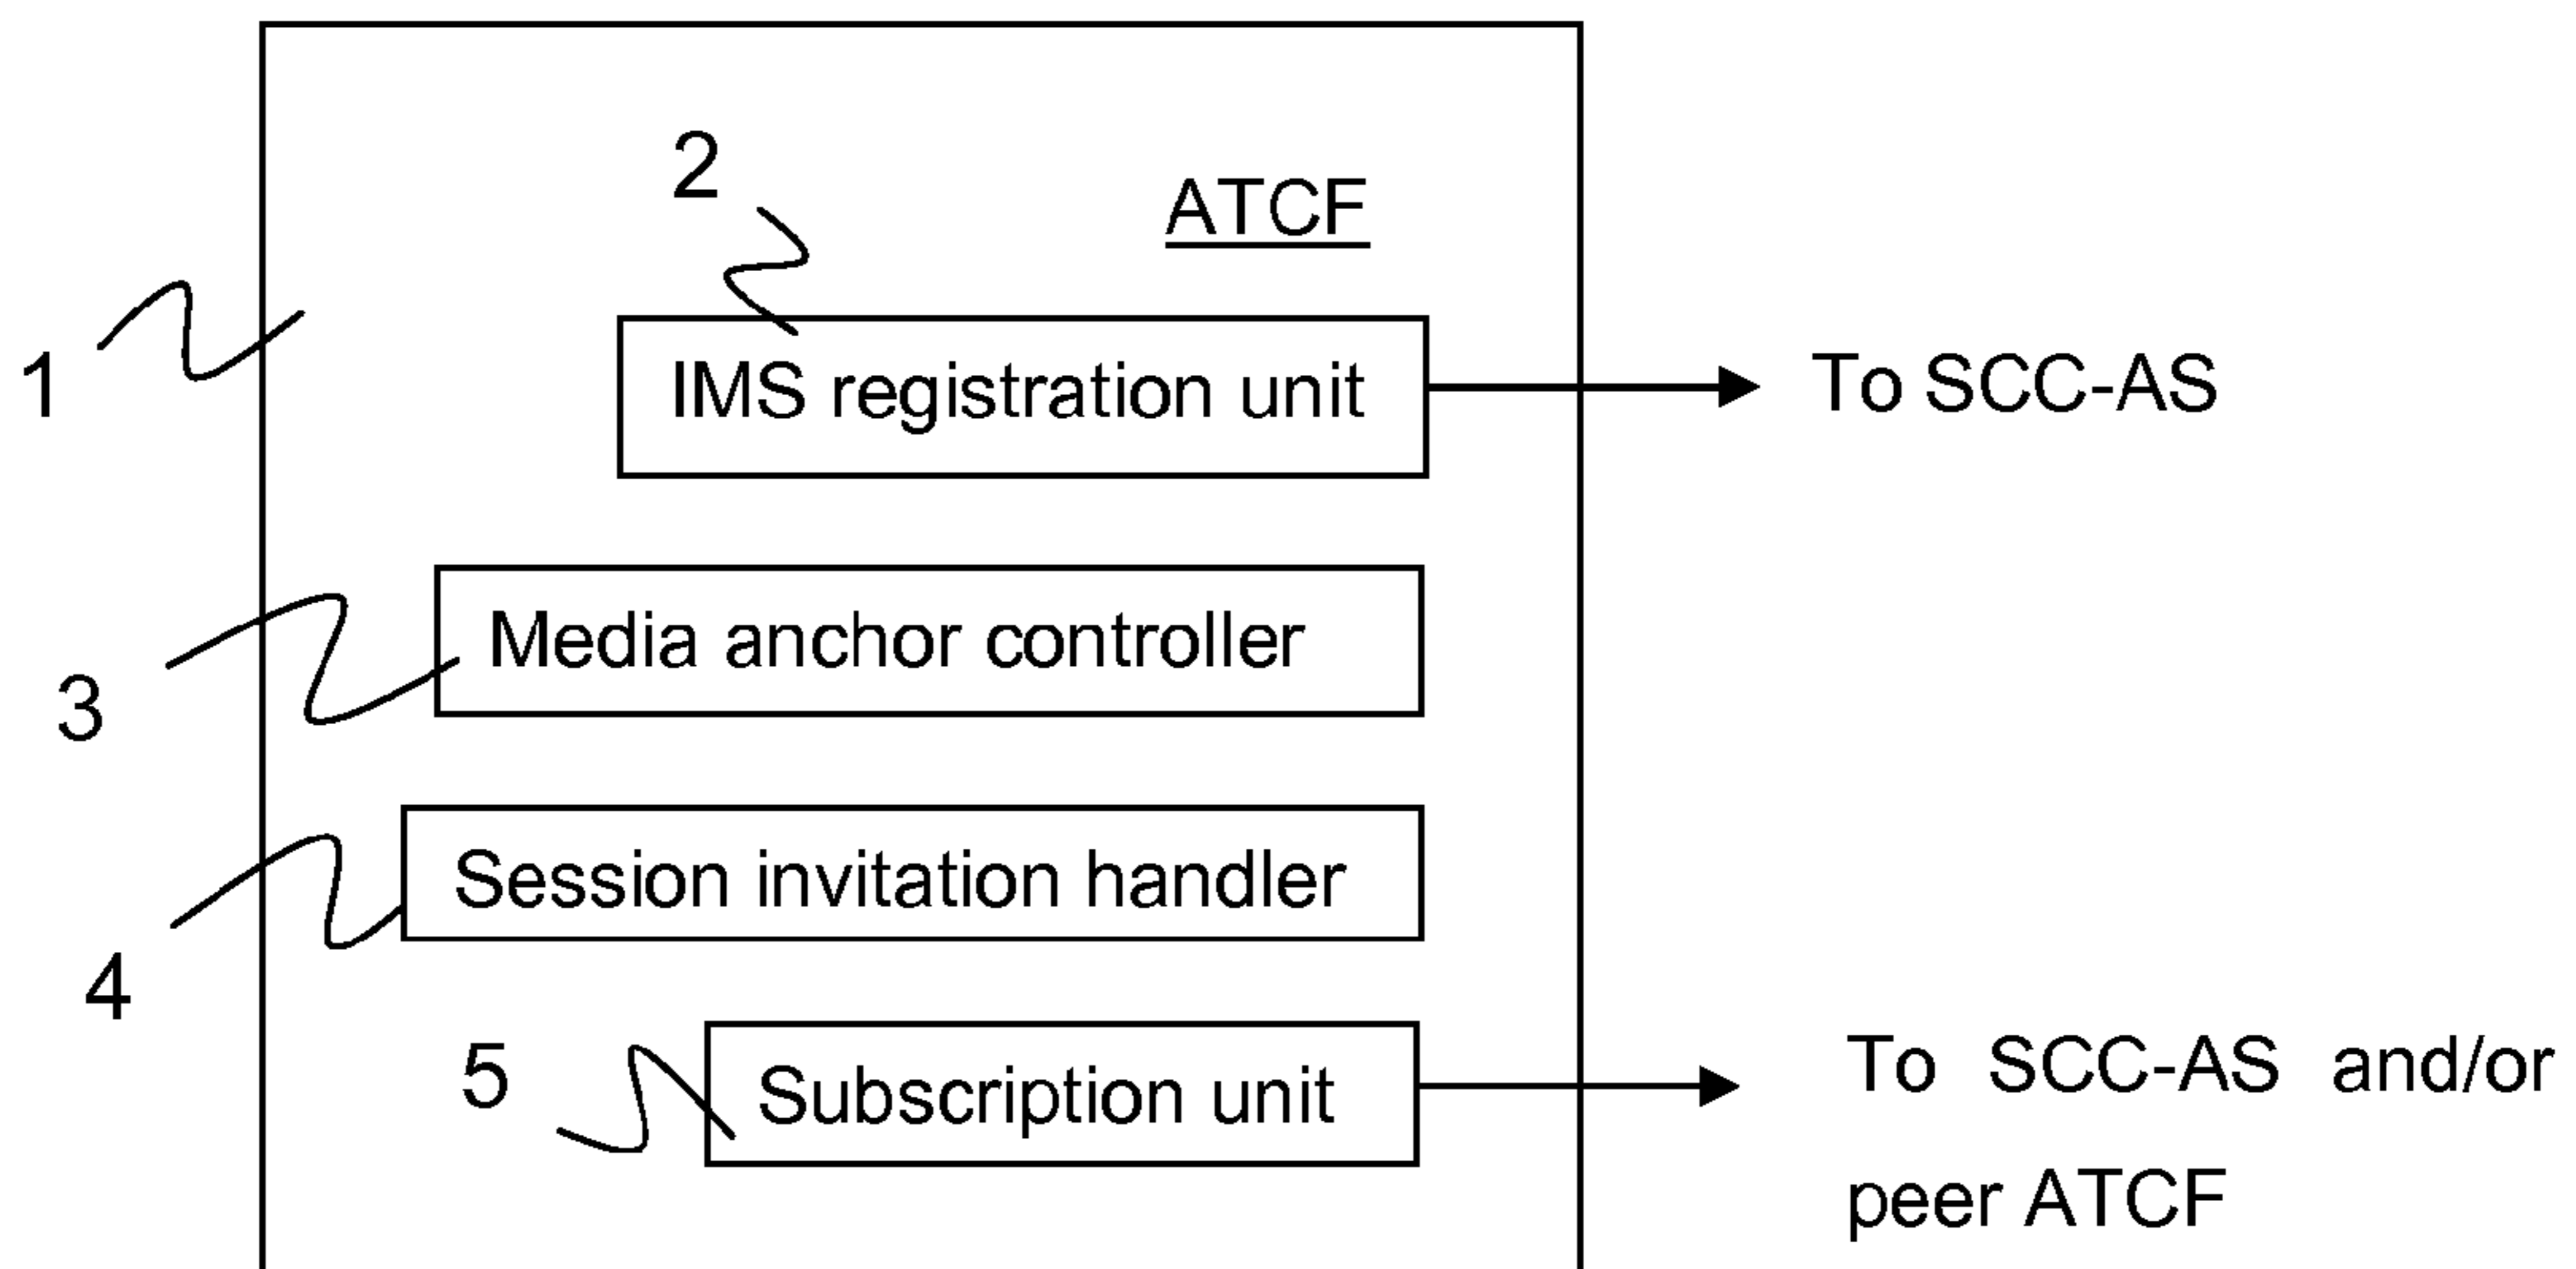 2
ATCF
1
IMS registration unit
To SCC-AS
Media anchor controller
3
Session invitation handler
4
5
Subscription unit
To SCC-AS and/or
peer ATCF